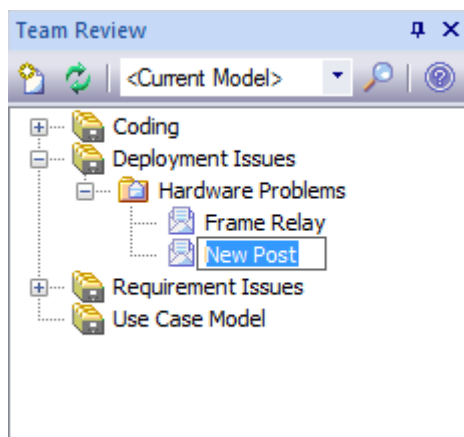 Team Review
<Current Model>
Coding
Deployment Issues
Hardware Problems
Frame Relay
New Post
Requirement Issues
Use Case Model